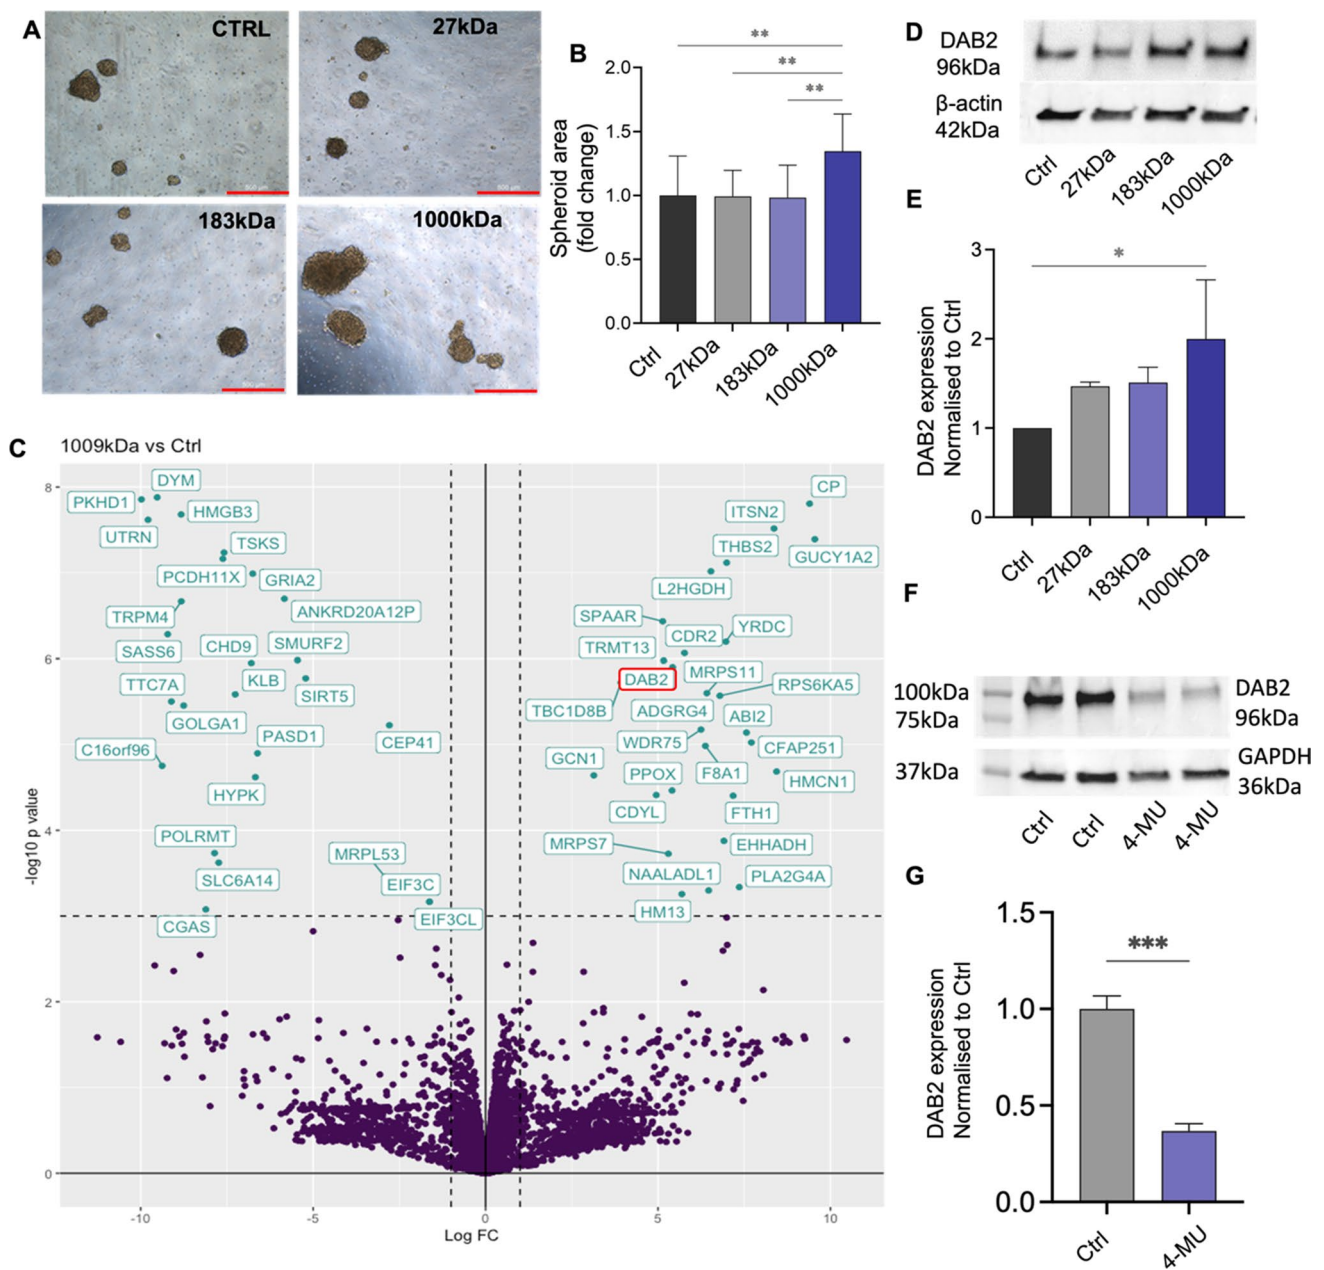 A
CTRL
27kDa
183kDa
1000kDa
500 µm
B
Spheroid area
(fold change)
2.0
1.5
1.0
0.5
0.0
**
**
**
Ctrl
27kDa
183kDa
1000kDa
C
1009kDa vs Ctrl
-log10 p value
8
6
4
2
0
-10
-5
0
5
10
Log FC
DYM
PKHD1
HMGB3
UTRN
TSKS
PCDH11X
GRIA2
ANKRD20A12P
TRPM4
SASS6
CHD9
SMURF2
TTC7A
KLB
SIRT5
GOLGA1
PASD1
C16orf96
CEP41
HYPK
POLRMT
MRPL53
SLC6A14
EIF3C
CGAS
EIF3CL
CP
ITSN2
THBS2
GUCY1A2
L2HGDH
SPAAR
CDR2
YRDC
TRMT13
DAB2
MRPS11
RPS6KA5
TBC1D8B
ADGRG4
ABI2
WDR75
CFAP251
GCN1
PPOX
F8A1
HMCN1
CDYL
FTH1
MRPS7
EHHADH
NAALADL1
PLA2G4A
HM13
D
DAB2
96kDa
β-actin
42kDa
Ctrl
27kDa
183kDa
1000kDa
E
DAB2 expression
Normalised to Ctrl
3
2
1
0
*
Ctrl
27kDa
183kDa
1000kDa
F
100kDa
75kDa
37kDa
DAB2
96kDa
GAPDH
36kDa
Ctrl
Ctrl
4-MU
4-MU
G
DAB2 expression
Normalised to Ctrl
1.5
1.0
0.5
0.0
***
Ctrl
4-MU